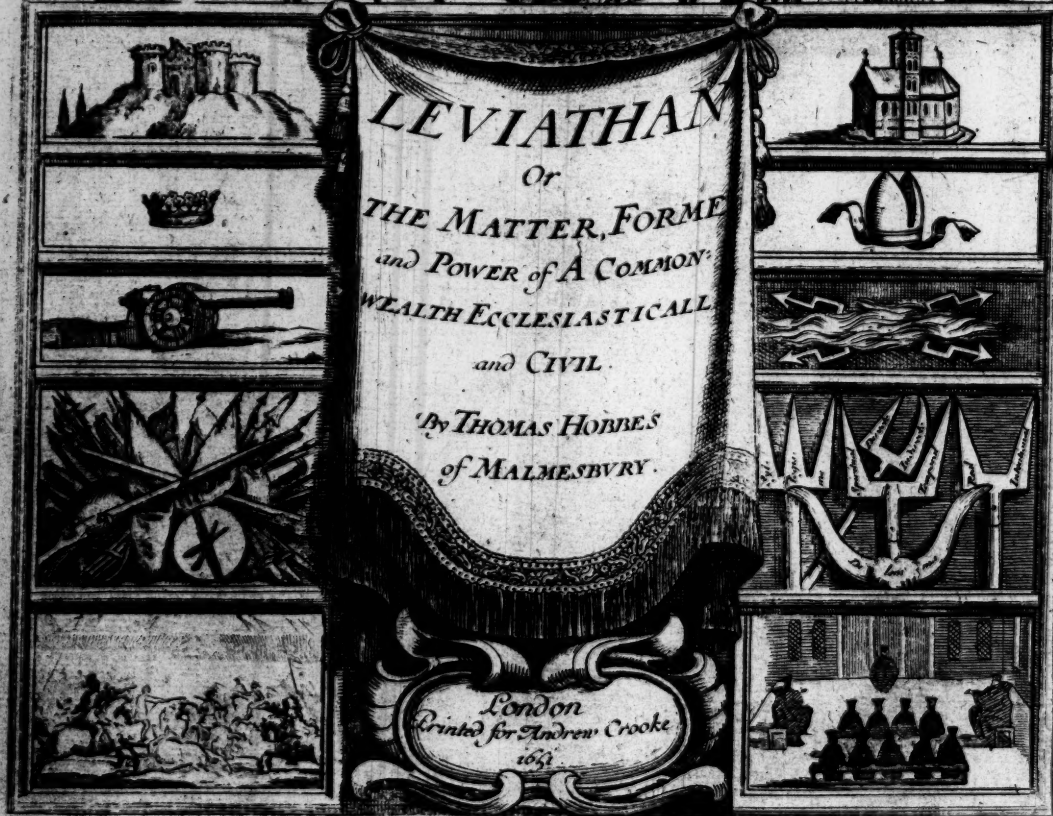 LEVIATHAN
Or
THE MATTER, FORME
and POWER of A COMMON:
WEALTH ECCLESIASTICALL
and CIVIL.
By THOMAS HOBBES
of MALMESBVRY.
London
Printed for Andrew Crooke
1651